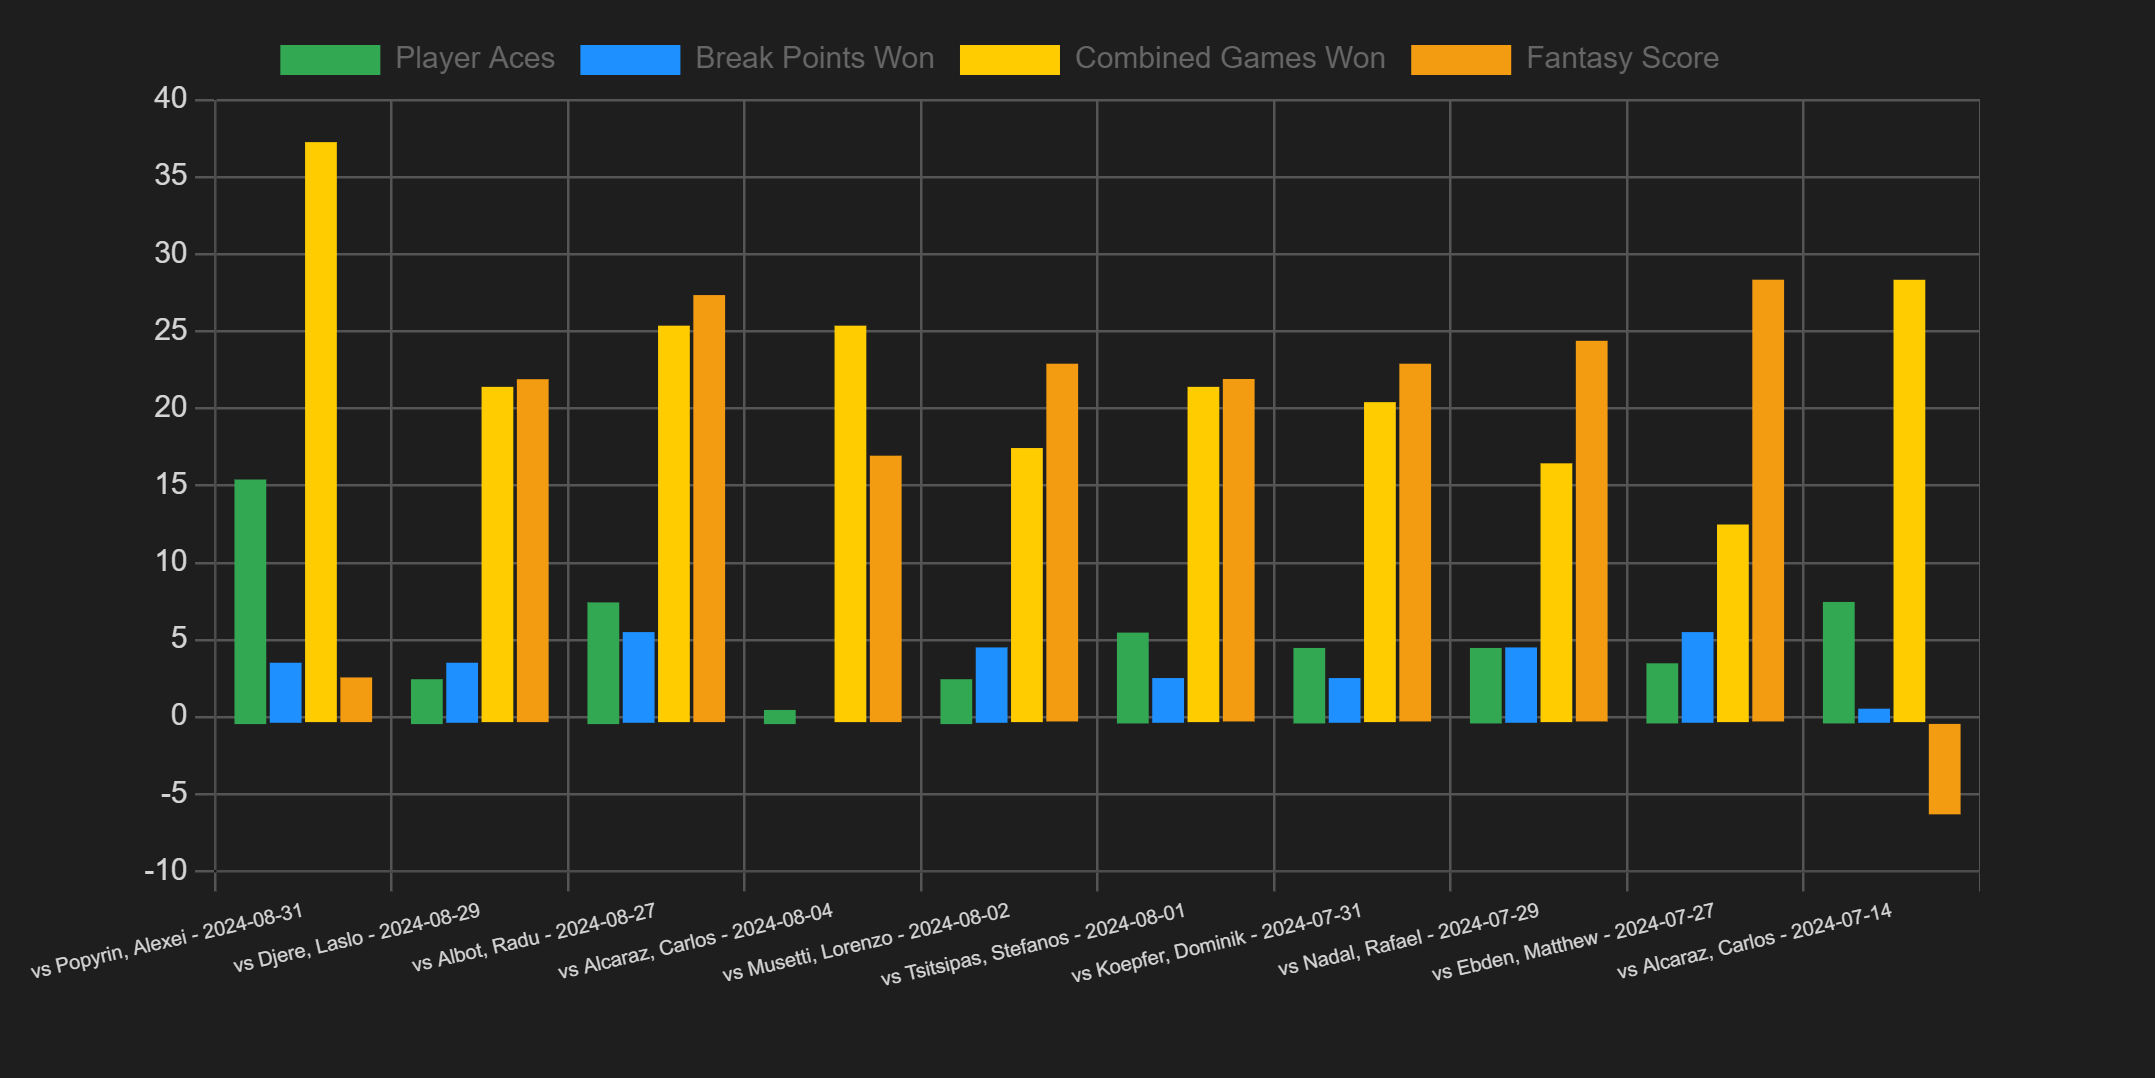 Player Aces Break Points Won Combined Games Won Fantasy Score
40
35
30
25
20
15
10
5
0
-5
-10
vs Popyrin, Alexei - 2024-08-31
vs Djere, Laslo - 2024-08-29
vs Albot, Radu - 2024-08-27
vs Alcaraz, Carlos - 2024-08-04
vs Musetti, Lorenzo - 2024-08-02
vs Tsitsipas, Stefanos - 2024-08-01
vs Koepfer, Dominik - 2024-07-31
vs Nadal, Rafael - 2024-07-29
vs Ebden, Matthew - 2024-07-27
vs Alcaraz, Carlos - 2024-07-14